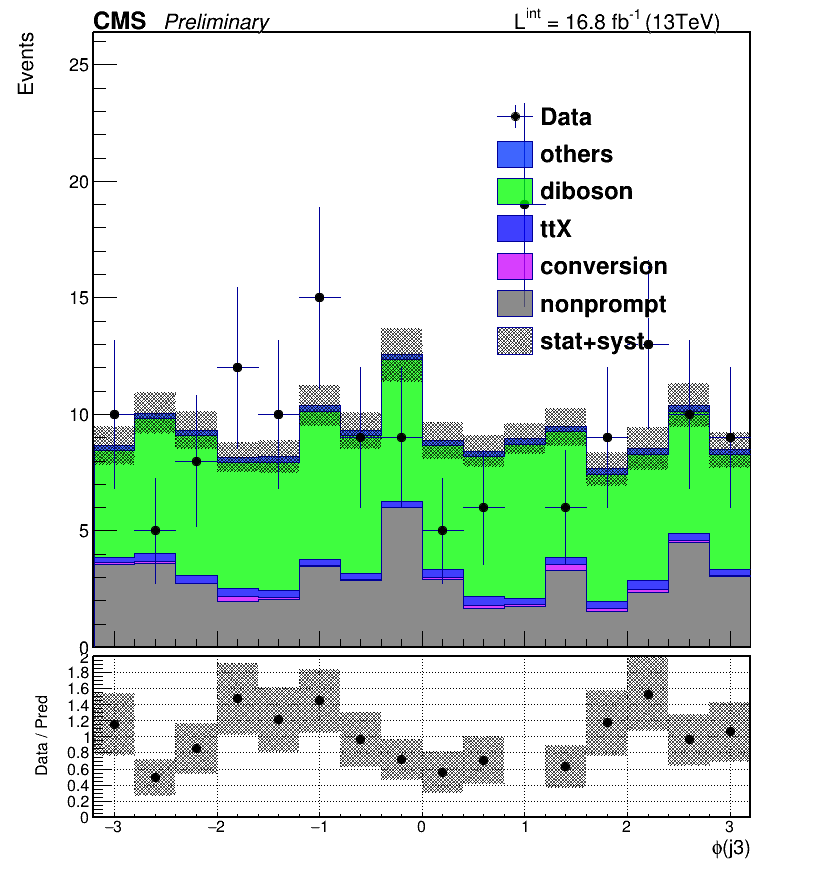 CMS Preliminary L^int = 16.8 fb^-1 (13TeV)
Events
25
20
15
10
5
0
Data
others
diboson
ttX
conversion
nonprompt
stat+syst
Data / Pred
2
1.8
1.6
1.4
1.2
1
0.8
0.6
0.4
0.2
0
−3 −2 −1 0 1 2 3
ϕ(j3)